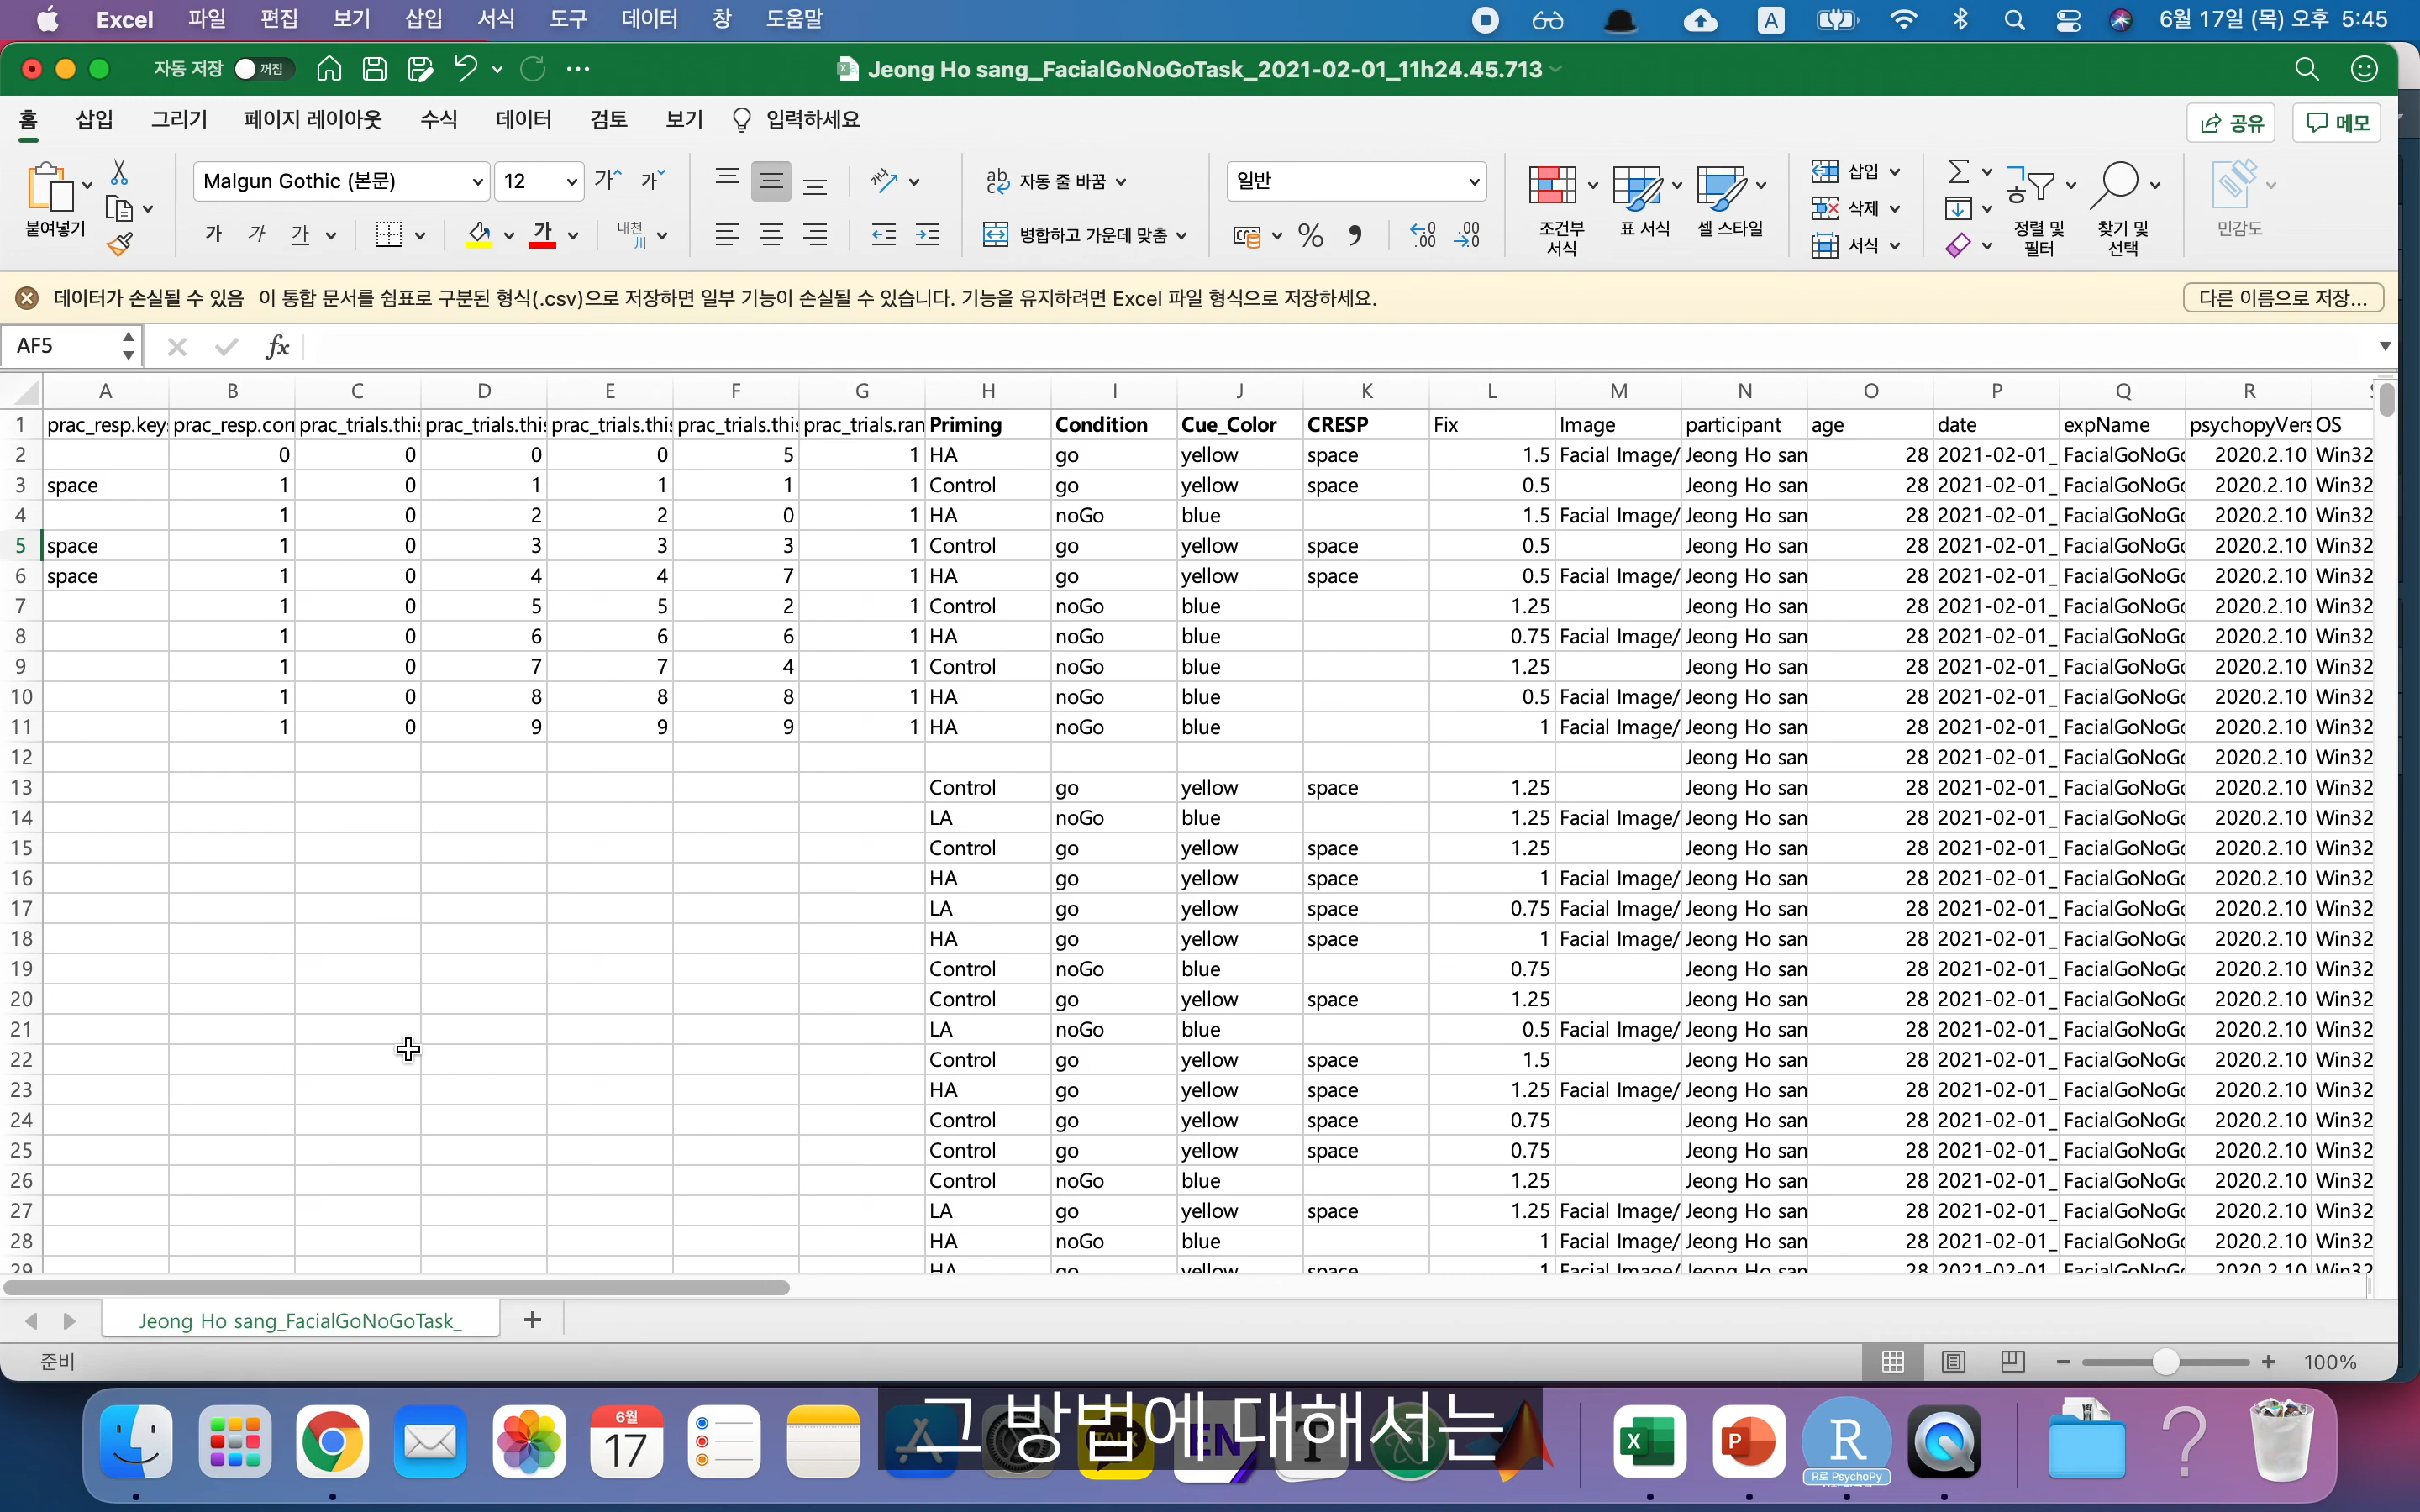 Excel 파일 편집 보기 삽입 서식 도구 데이터 창 도움말 A 6월 17일 (목) 오후 5:45
자동 저장 꺼짐 Jeong Ho sang_FacialGoNoGoTask_2021-02-01_11h24.45.713
홈 삽입 그리기 페이지 레이아웃 수식 데이터 검토 보기 입력하세요 공유 메모
붙여넣기 Malgun Gothic (본문) 12 가 가 자동 줄 바꿈 일반 조건부 서식 표 서식 셀 스타일 삽입 정렬 및 필터 찾기 및 선택 민감도
가 가 가 가 내천 병합하고 가운데 맞춤 % 삭제
서식
데이터가 손실될 수 있음 이 통합 문서를 쉼표로 구분된 형식(.csv)으로 저장하면 일부 기능이 손실될 수 있습니다. 기능을 유지하려면 Excel 파일 형식으로 저장하세요. 다른 이름으로 저장...
AF5 fx
A B C D E F G H I J K L M N O P Q R
1 prac_resp.key prac_resp.corr prac_trials.thi prac_trials.thi prac_trials.thi prac_trials.thi prac_trials.ran Priming Condition Cue_Color CRESP Fix Image participant age date expName psychopyVers OS
2 0 0 0 0 5 1 HA go yellow space 1.5 Facial Image/ Jeong Ho san 28 2021-02-01_ FacialGoNoGo 2020.2.10 Win32
3 space 1 0 1 1 1 1 Control go yellow space 0.5 Jeong Ho san 28 2021-02-01_ FacialGoNoGo 2020.2.10 Win32
4 1 0 2 2 0 1 HA noGo blue 1.5 Facial Image/ Jeong Ho san 28 2021-02-01_ FacialGoNoGo 2020.2.10 Win32
5 space 1 0 3 3 3 1 Control go yellow space 0.5 Jeong Ho san 28 2021-02-01_ FacialGoNoGo 2020.2.10 Win32
6 space 1 0 4 4 7 1 HA go yellow space 0.5 Facial Image/ Jeong Ho san 28 2021-02-01_ FacialGoNoGo 2020.2.10 Win32
7 1 0 5 5 2 1 Control noGo blue 1.25 Jeong Ho san 28 2021-02-01_ FacialGoNoGo 2020.2.10 Win32
8 1 0 6 6 6 1 HA noGo blue 0.75 Facial Image/ Jeong Ho san 28 2021-02-01_ FacialGoNoGo 2020.2.10 Win32
9 1 0 7 7 4 1 Control noGo blue 1.25 Jeong Ho san 28 2021-02-01_ FacialGoNoGo 2020.2.10 Win32
10 1 0 8 8 8 1 HA noGo blue 0.5 Facial Image/ Jeong Ho san 28 2021-02-01_ FacialGoNoGo 2020.2.10 Win32
11 1 0 9 9 9 1 HA noGo blue 1 Facial Image/ Jeong Ho san 28 2021-02-01_ FacialGoNoGo 2020.2.10 Win32
12 Jeong Ho san 28 2021-02-01_ FacialGoNoGo 2020.2.10 Win32
13 Control go yellow space 1.25 Jeong Ho san 28 2021-02-01_ FacialGoNoGo 2020.2.10 Win32
14 LA noGo blue 1.25 Facial Image/ Jeong Ho san 28 2021-02-01_ FacialGoNoGo 2020.2.10 Win32
15 Control go yellow space 1.25 Jeong Ho san 28 2021-02-01_ FacialGoNoGo 2020.2.10 Win32
16 HA go yellow space 1 Facial Image/ Jeong Ho san 28 2021-02-01_ FacialGoNoGo 2020.2.10 Win32
17 LA go yellow space 0.75 Facial Image/ Jeong Ho san 28 2021-02-01_ FacialGoNoGo 2020.2.10 Win32
18 HA go yellow space 1 Facial Image/ Jeong Ho san 28 2021-02-01_ FacialGoNoGo 2020.2.10 Win32
19 Control noGo blue 0.75 Jeong Ho san 28 2021-02-01_ FacialGoNoGo 2020.2.10 Win32
20 Control go yellow space 1.25 Jeong Ho san 28 2021-02-01_ FacialGoNoGo 2020.2.10 Win32
21 LA noGo blue 0.5 Facial Image/ Jeong Ho san 28 2021-02-01_ FacialGoNoGo 2020.2.10 Win32
22 Control go yellow space 1.5 Jeong Ho san 28 2021-02-01_ FacialGoNoGo 2020.2.10 Win32
23 HA go yellow space 1.25 Facial Image/ Jeong Ho san 28 2021-02-01_ FacialGoNoGo 2020.2.10 Win32
24 Control go yellow space 0.75 Jeong Ho san 28 2021-02-01_ FacialGoNoGo 2020.2.10 Win32
25 Control go yellow space 0.75 Jeong Ho san 28 2021-02-01_ FacialGoNoGo 2020.2.10 Win32
26 Control noGo blue 1.25 Jeong Ho san 28 2021-02-01_ FacialGoNoGo 2020.2.10 Win32
27 LA go yellow space 1.25 Facial Image/ Jeong Ho san 28 2021-02-01_ FacialGoNoGo 2020.2.10 Win32
28 HA noGo blue 1 Facial Image/ Jeong Ho san 28 2021-02-01_ FacialGoNoGo 2020.2.10 Win32
29 HA go yellow space 1 Facial Image/ Jeong Ho san 28 2021-02-01_ FacialGoNoGo 2020.2.10 Win32
Jeong Ho sang_FacialGoNoGoTask_ +
준비 100%
그 방법에 대해서는
6월
17 EN T X P R
R로 PsychoPy